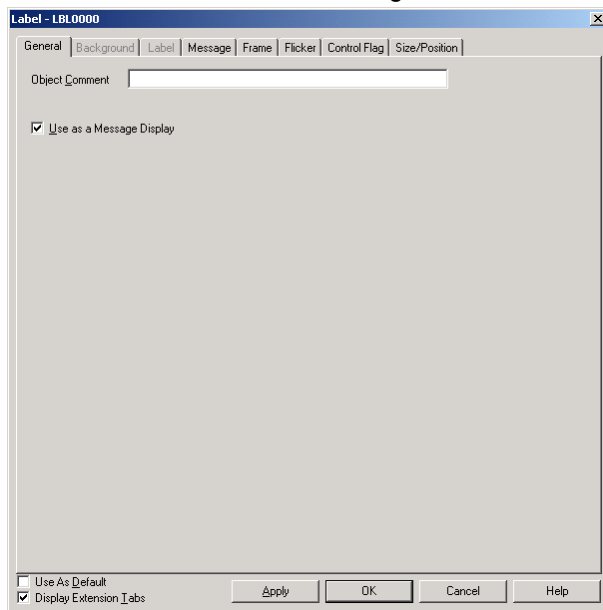 Label - LBL0000
General Background Label Message Frame Flicker Control Flag Size/Position
Object Comment
Use as a Message Display
Use As Default
Display Extension Tabs
Apply OK Cancel Help